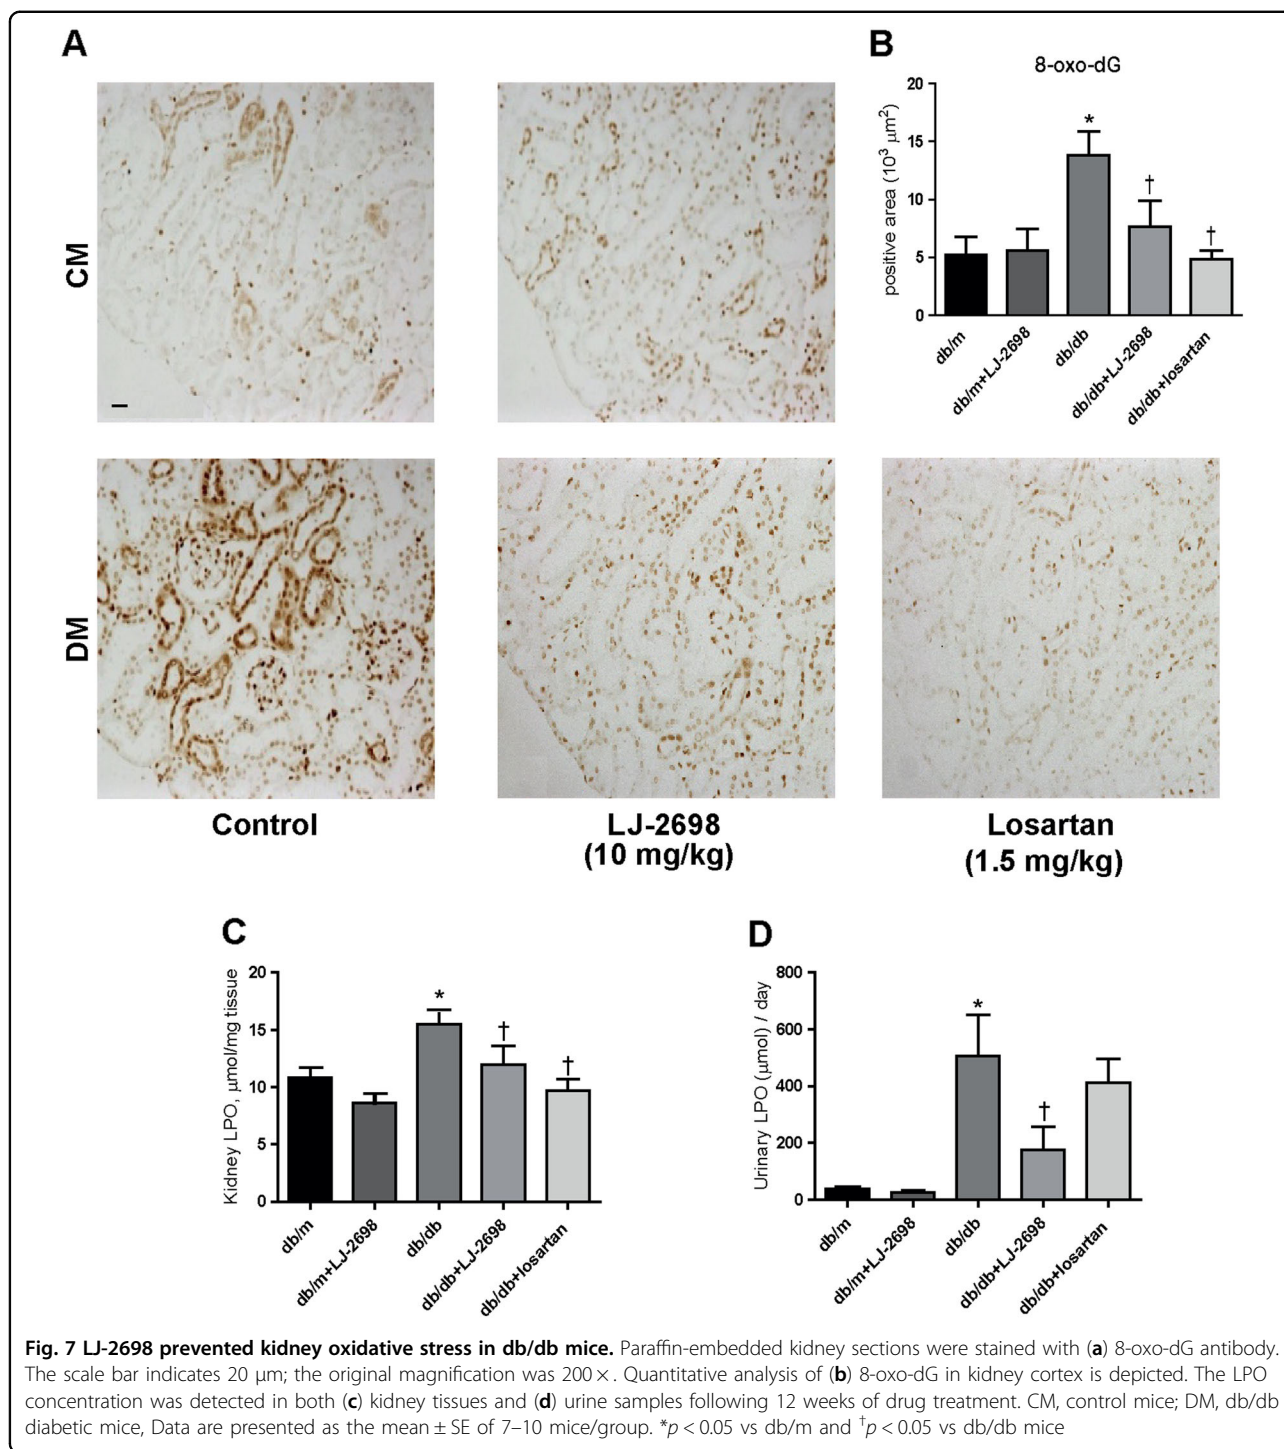 A
CM
DM
Control
LJ-2698
(10 mg/kg)
Losartan
(1.5 mg/kg)
B
8-oxo-dG
positive area (10³ µm²)
20
15
10
5
0
*
†
†
db/m
db/m+LJ-2698
db/db
db/db+LJ-2698
db/db+losartan
C
Kidney LPO, µmol/mg tissue
20
15
10
5
0
*
†
†
db/m
db/m+LJ-2698
db/db
db/db+LJ-2698
db/db+losartan
D
Urinary LPO (µmol) / day
800
600
400
200
0
*
†
db/m
db/m+LJ-2698
db/db
db/db+LJ-2698
db/db+losartan
Fig. 7 LJ-2698 prevented kidney oxidative stress in db/db mice. Paraffin-embedded kidney sections were stained with (a) 8-oxo-dG antibody.
The scale bar indicates 20 µm; the original magnification was 200×. Quantitative analysis of (b) 8-oxo-dG in kidney cortex is depicted. The LPO
concentration was detected in both (c) kidney tissues and (d) urine samples following 12 weeks of drug treatment. CM, control mice; DM, db/db
diabetic mice, Data are presented as the mean ± SE of 7–10 mice/group. *p < 0.05 vs db/m and †p < 0.05 vs db/db mice